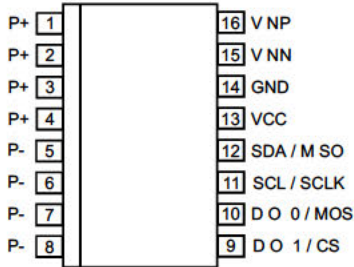 P+ 1 16 V NP
P+ 2 15 V NN
P+ 3 14 GND
P+ 4 13 VCC
P- 5 12 SDA / M SO
P- 6 11 SCL / SCLK
P- 7 10 D O 0 / MOS
P- 8 9 D O 1 / CS